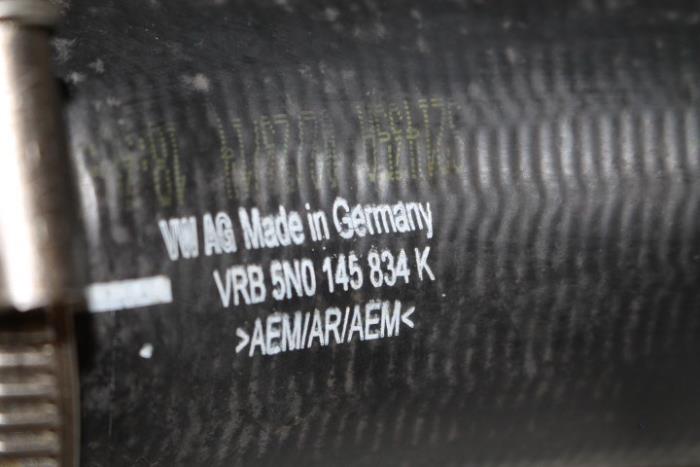 VW AG Made in Germany
VRB 5N0 145 834 K
>AEM/AR/AEM<